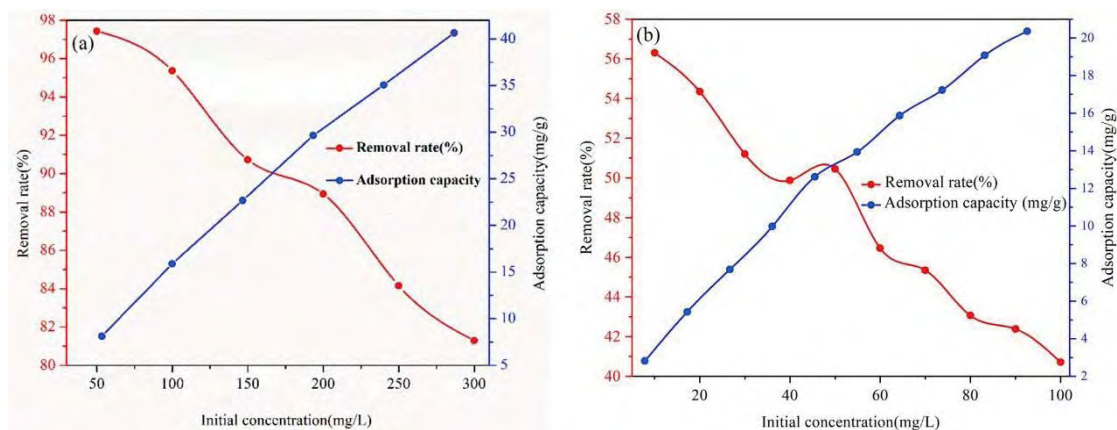 (a)
Removal rate(%)
98
96
94
92
90
88
86
84
82
80
Removal rate(%)
Adsorption capacity
40
35
30
25
20
15
10
5
Adsorption capacity(mg/g)
50 100 150 200 250 300
Initial concentration(mg/L)
(b)
Removal rate(%)
58
56
54
52
50
48
46
44
42
40
Removal rate(%)
Adsorption capacity (mg/g)
20
18
16
14
12
10
8
6
4
2
Adsorption capacity(mg/g)
20 40 60 80 100
Initial concentration(mg/L)